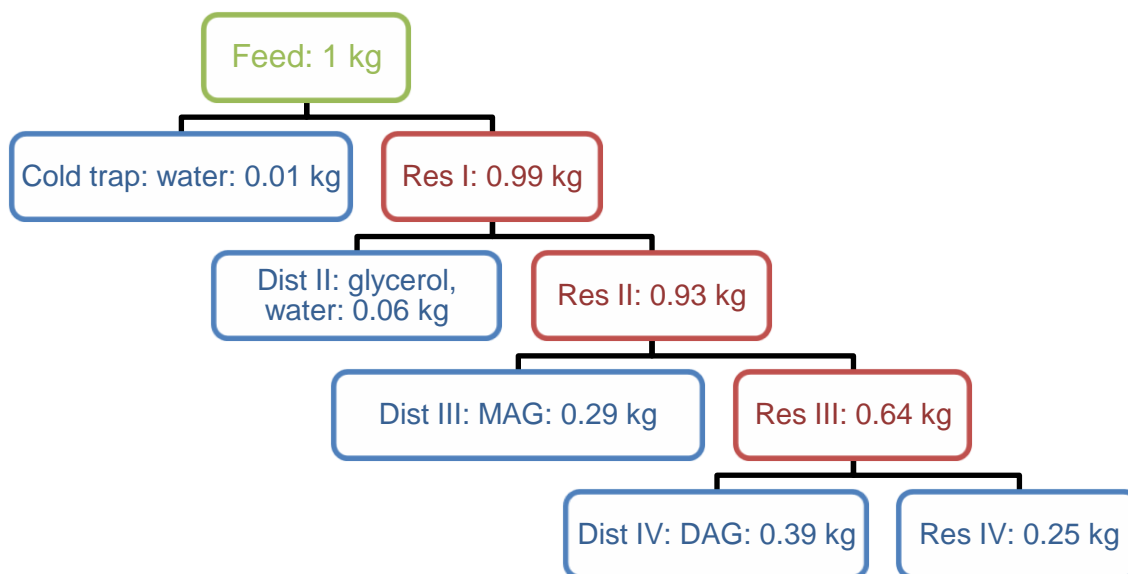 Feed: 1 kg
Cold trap: water: 0.01 kg
Res I: 0.99 kg
Dist II: glycerol,
water: 0.06 kg
Res II: 0.93 kg
Dist III: MAG: 0.29 kg
Res III: 0.64 kg
Dist IV: DAG: 0.39 kg
Res IV: 0.25 kg